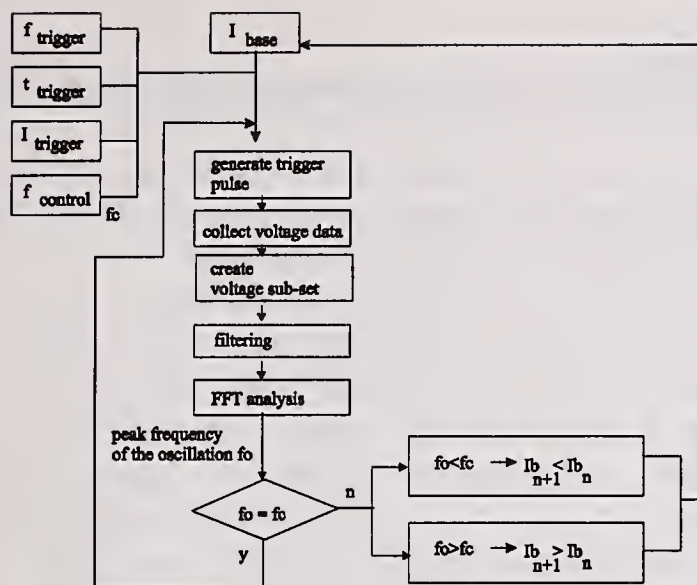 f trigger
I base
t trigger
I trigger
f control
fc
generate trigger
pulse
collect voltage data
create
voltage sub-set
filtering
FFT analysis
peak frequency
of the oscillation fo
fo = fc
n
y
fo<fc → Ib n+1 < Ib n
fo>fc → Ib n+1 > Ib n